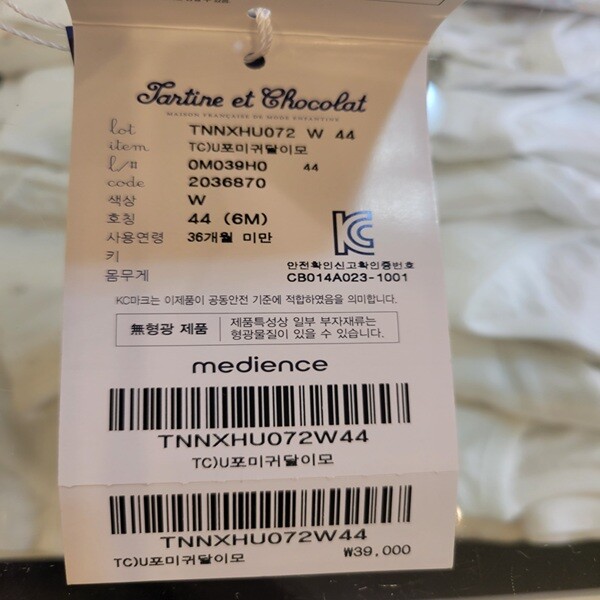 Tartine et Chocolat
MAISON FRANÇAISE DE MODE ENFANTINE
lot TNNXHU072 W 44
item TC)U포미귀달이모
l/# 0M039H0 44
code 2036870
색상 W
호칭 44 (6M)
사용연령 36개월 미만
키
몸무게
안전확인신고확인증번호
CB014A023-1001
KC마크는 이제품이 공통안전 기준에 적합하였음을 의미합니다.
無형광 제품 제품특성상 일부 부자재류는
형광물질이 있을 수 있습니다.
medience
TNNXHU072W44
TC)U포미귀달이모
TNNXHU072W44
TC)U포미귀달이모 ₩39,000